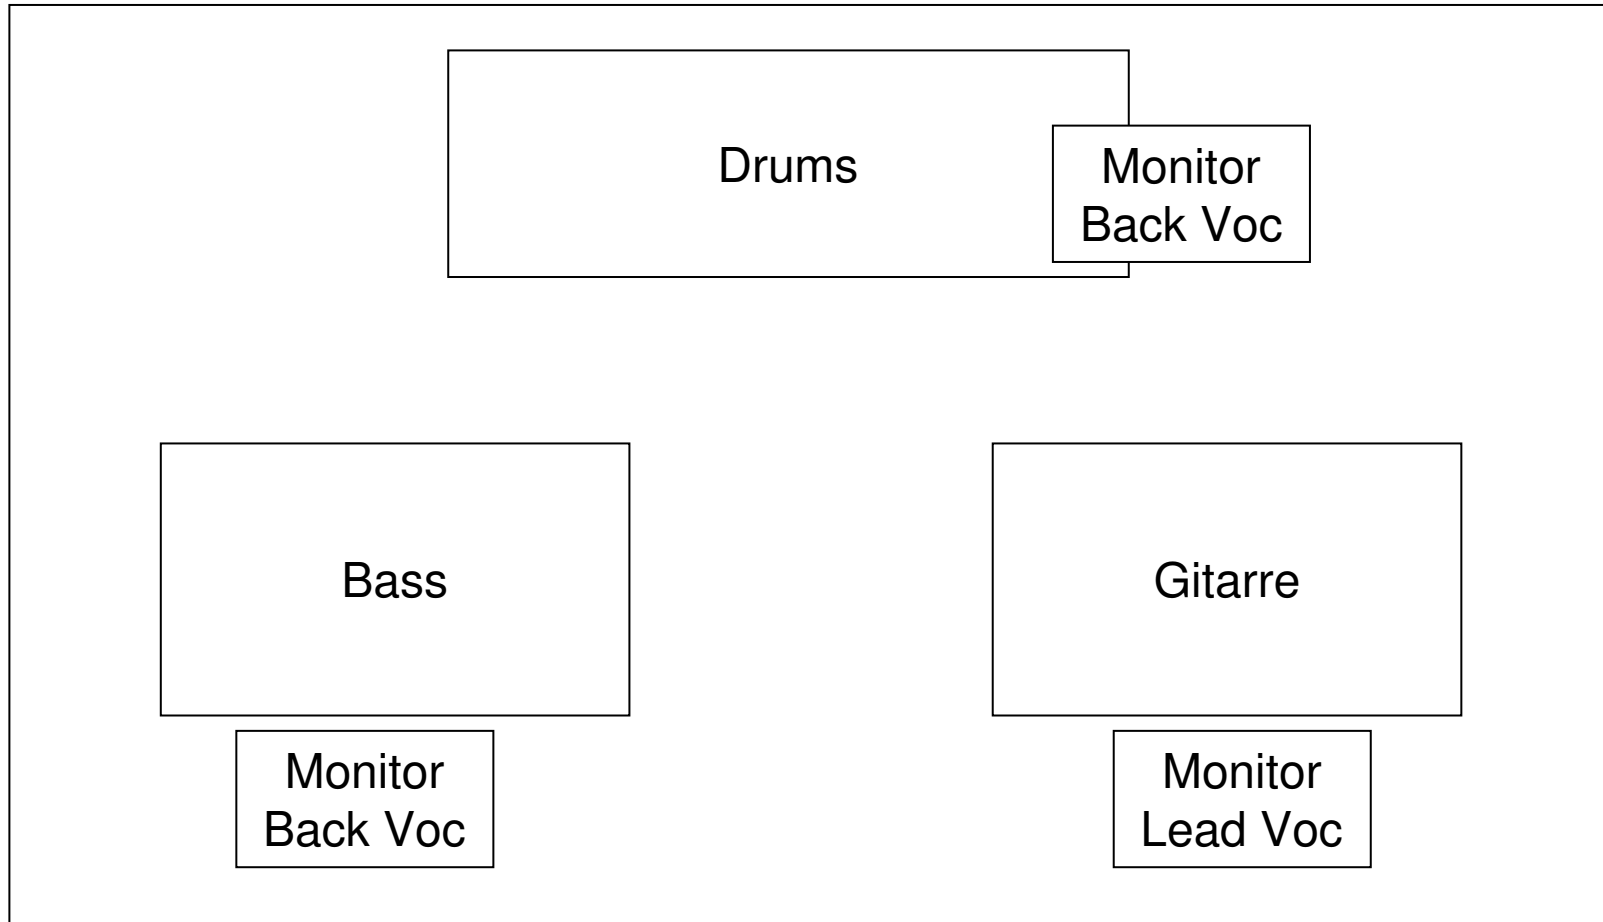 Drums
Monitor
Back Voc
Bass
Gitarre
Monitor
Back Voc
Monitor
Lead Voc